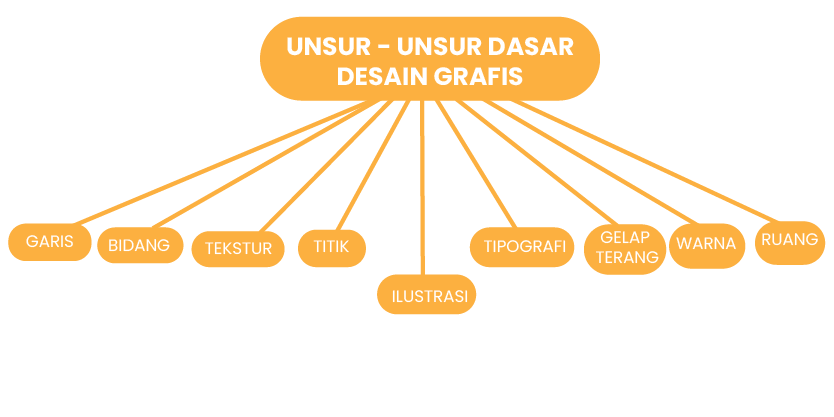 UNSUR - UNSUR DASAR
DESAIN GRAFIS
GARIS
BIDANG
TEKSTUR
TITIK
ILUSTRASI
TIPOGRAFI
GELAP
TERANG
WARNA
RUANG